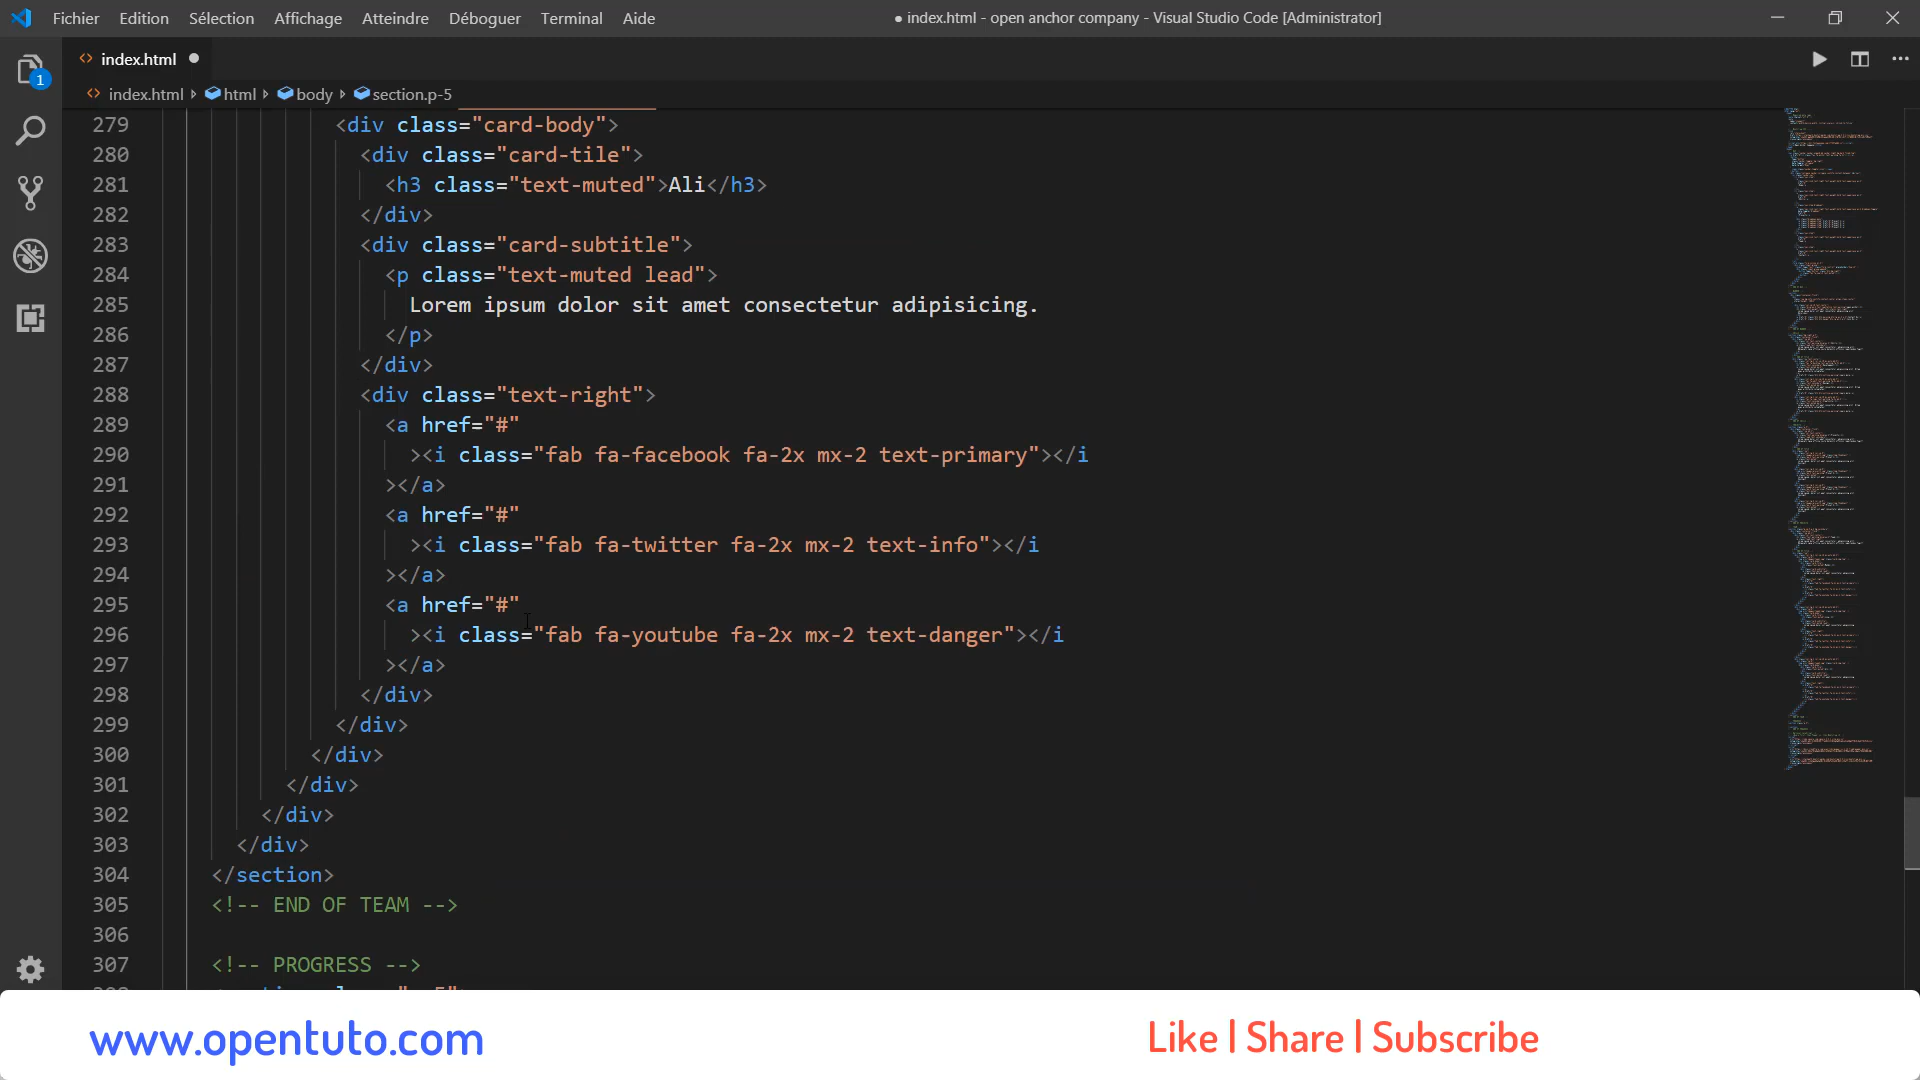 Fichier Edition Sélection Affichage Atteindre Déboguer Terminal Aide
● index.html - open anchor company - Visual Studio Code [Administrator]
index.html
1
index.html html body section.p-5
279 <div class="card-body">
280 <div class="card-tile">
281 <h3 class="text-muted">Ali</h3>
282 </div>
283 <div class="card-subtitle">
284 <p class="text-muted lead">
285 Lorem ipsum dolor sit amet consectetur adipisicing.
286 </p>
287 </div>
288 <div class="text-right">
289 <a href="#"
290 ><i class="fab fa-facebook fa-2x mx-2 text-primary"></i
291 ></a>
292 <a href="#"
293 ><i class="fab fa-twitter fa-2x mx-2 text-info"></i
294 ></a>
295 <a href="#"
296 ><i class="fab fa-youtube fa-2x mx-2 text-danger"></i
297 ></a>
298 </div>
299 </div>
300 </div>
301 </div>
302 </div>
303 </div>
304 </section>
305 <!-- END OF TEAM -->
306
307 <!-- PROGRESS -->
www.opentuto.com
Like | Share | Subscribe